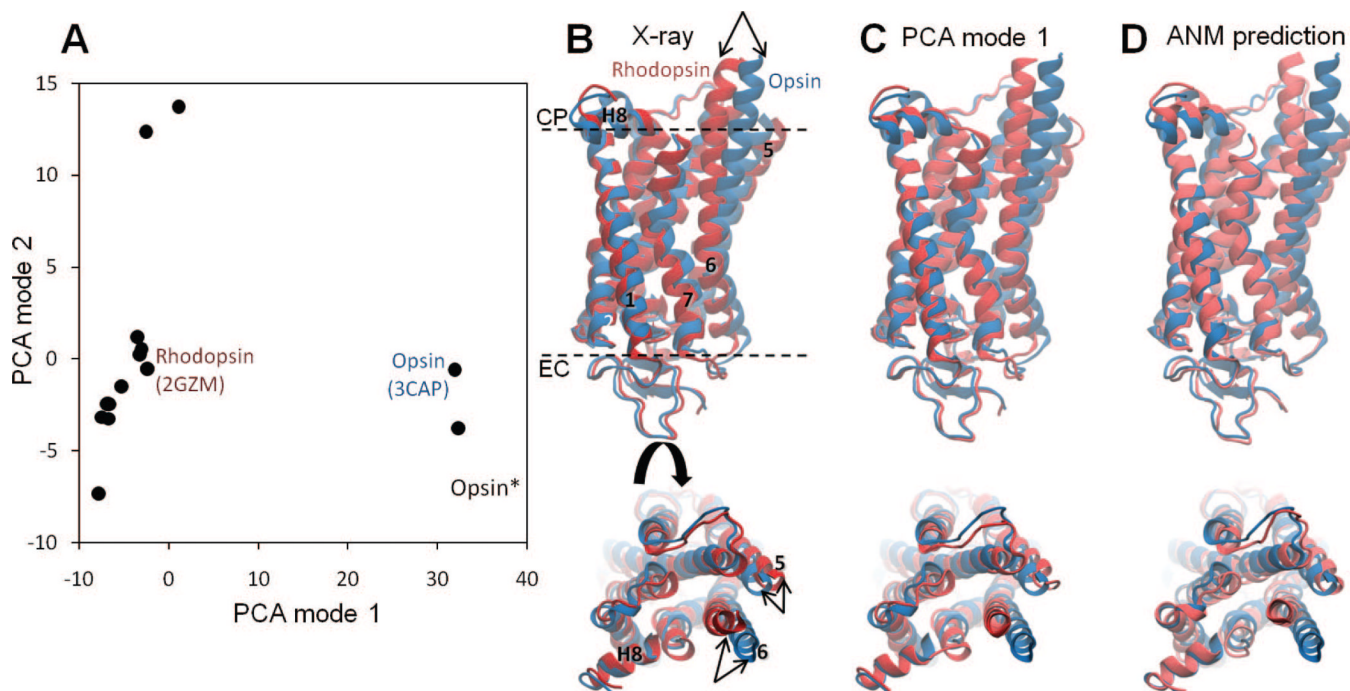 A
15
10
5
0
-5
-10
-10
0
10
20
30
40
PCA mode 2
PCA mode 1
Rhodopsin
(2GZM)
Opsin
(3CAP)
Opsin*
B
X-ray
Rhodopsin
Opsin
CP
H8
5
6
1
7
2
EC
5
6
H8
C
PCA mode 1
D
ANM prediction